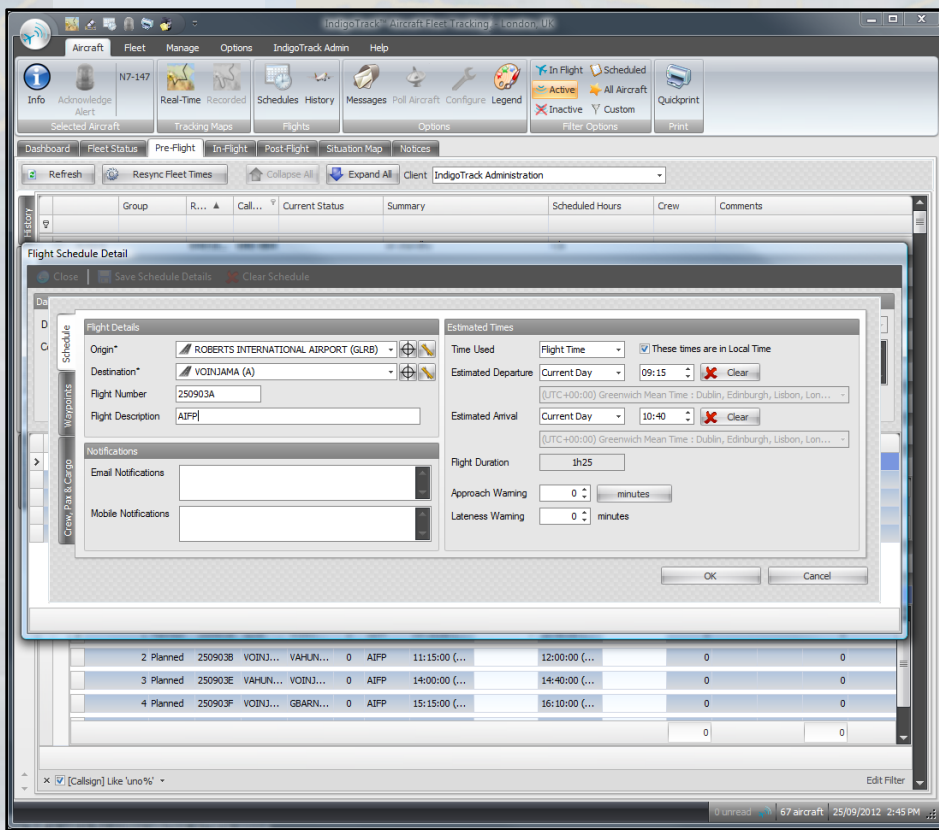 IndigoTrack™ Aircraft Fleet Tracking - London, UK
Aircraft Fleet Manage Options IndigoTrack Admin Help
Info
Acknowledge Alert
N7-147
Real-Time Recorded
Schedules History
Messages Poll Aircraft Configure Legend
In Flight Scheduled
Active All Aircraft
Inactive Custom
Quickprint
Selected Aircraft Tracking Maps Flights Options Filter Options Print
Dashboard Fleet Status Pre-Flight In-Flight Post-Flight Situation Map Notices
Refresh Resync Fleet Times Collapse All Expand All Client IndigoTrack Administration
History
Group R... Call... Current Status Summary Scheduled Hours Crew Comments
Flight Schedule Detail
Close Save Schedule Details Clear Schedule
Da
D
C
Schedule
Waypoints
Crew, Pax & Cargo
Flight Details
Origin* ROBERTS INTERNATIONAL AIRPORT (GLRB)
Destination* VOINJAMA (A)
Flight Number 250903A
Flight Description AIFP
Notifications
Email Notifications
Mobile Notifications
Estimated Times
Time Used Flight Time These times are in Local Time
Estimated Departure Current Day 09:15 Clear
(UTC+00:00) Greenwich Mean Time : Dublin, Edinburgh, Lisbon, Lon...
Estimated Arrival Current Day 10:40 Clear
(UTC+00:00) Greenwich Mean Time : Dublin, Edinburgh, Lisbon, Lon...
Flight Duration 1h25
Approach Warning 0 minutes
Lateness Warning 0 minutes
OK Cancel
2 Planned 250903B VOINJ... VAHUN... 0 AIFP 11:15:00 (... 12:00:00 (... 0 0
3 Planned 250903E VAHUN... VOINJ... 0 AIFP 14:00:00 (... 14:40:00 (... 0 0
4 Planned 250903F VOINJ... GBARN... 0 AIFP 15:15:00 (... 16:10:00 (... 0 0
0 0
[Callsign] Like 'uno%' Edit Filter
0 unread 67 aircraft 25/09/2012 2:45 PM